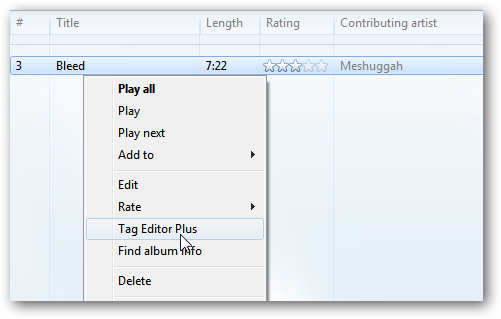 # Title Length Rating Contributing artist
3 Bleed 7:22 Meshuggah
Play all
Play
Play next
Add to
Edit
Rate
Tag Editor Plus
Find album info
Delete